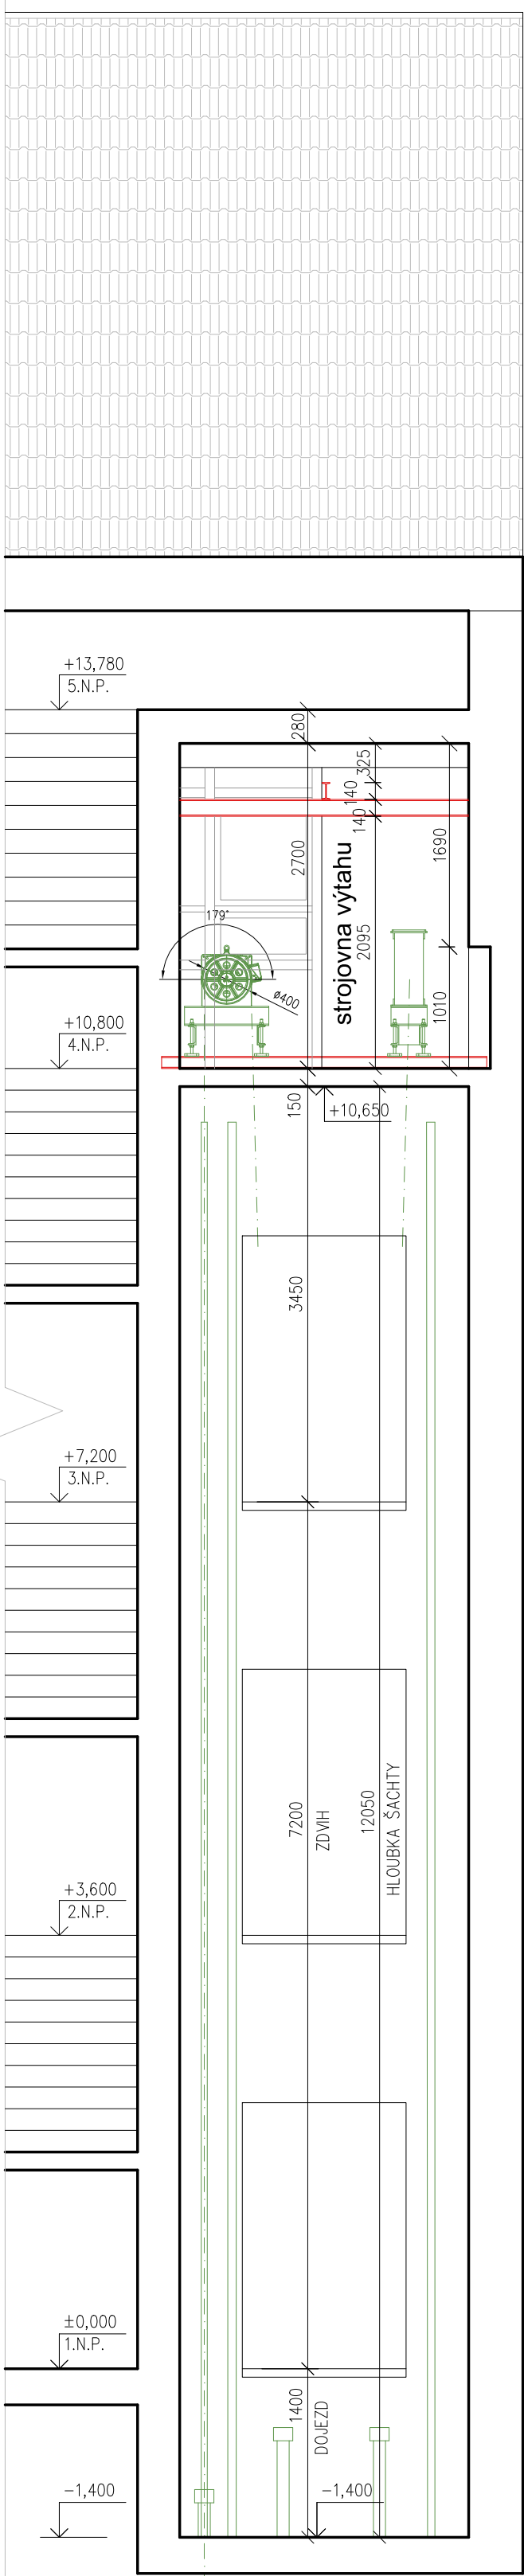 +13,780
5.N.P.
280
325
140
140
2700
1690
strojovna výtahu
2095
179°
ø400
1010
+10,800
4.N.P.
150
+10,650
3450
+7,200
3.N.P.
7200
ZDVIH
12050
HLOUBKA ŠACHTY
+3,600
2.N.P.
±0,000
1.N.P.
1400
DOJEZD
-1,400
-1,400